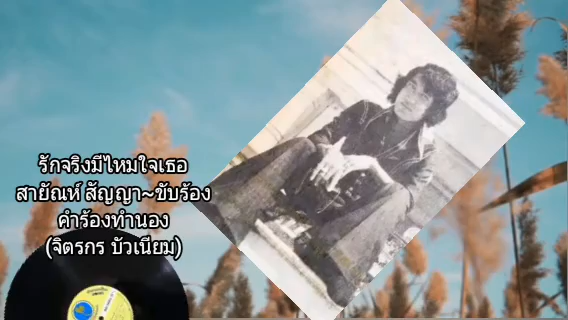 รักจริงมีไหมใจเธอ
สายัณห์ สัญญา~ขับร้อง
คำร้องทำนอง
(จิตรกร บัวเนียม)